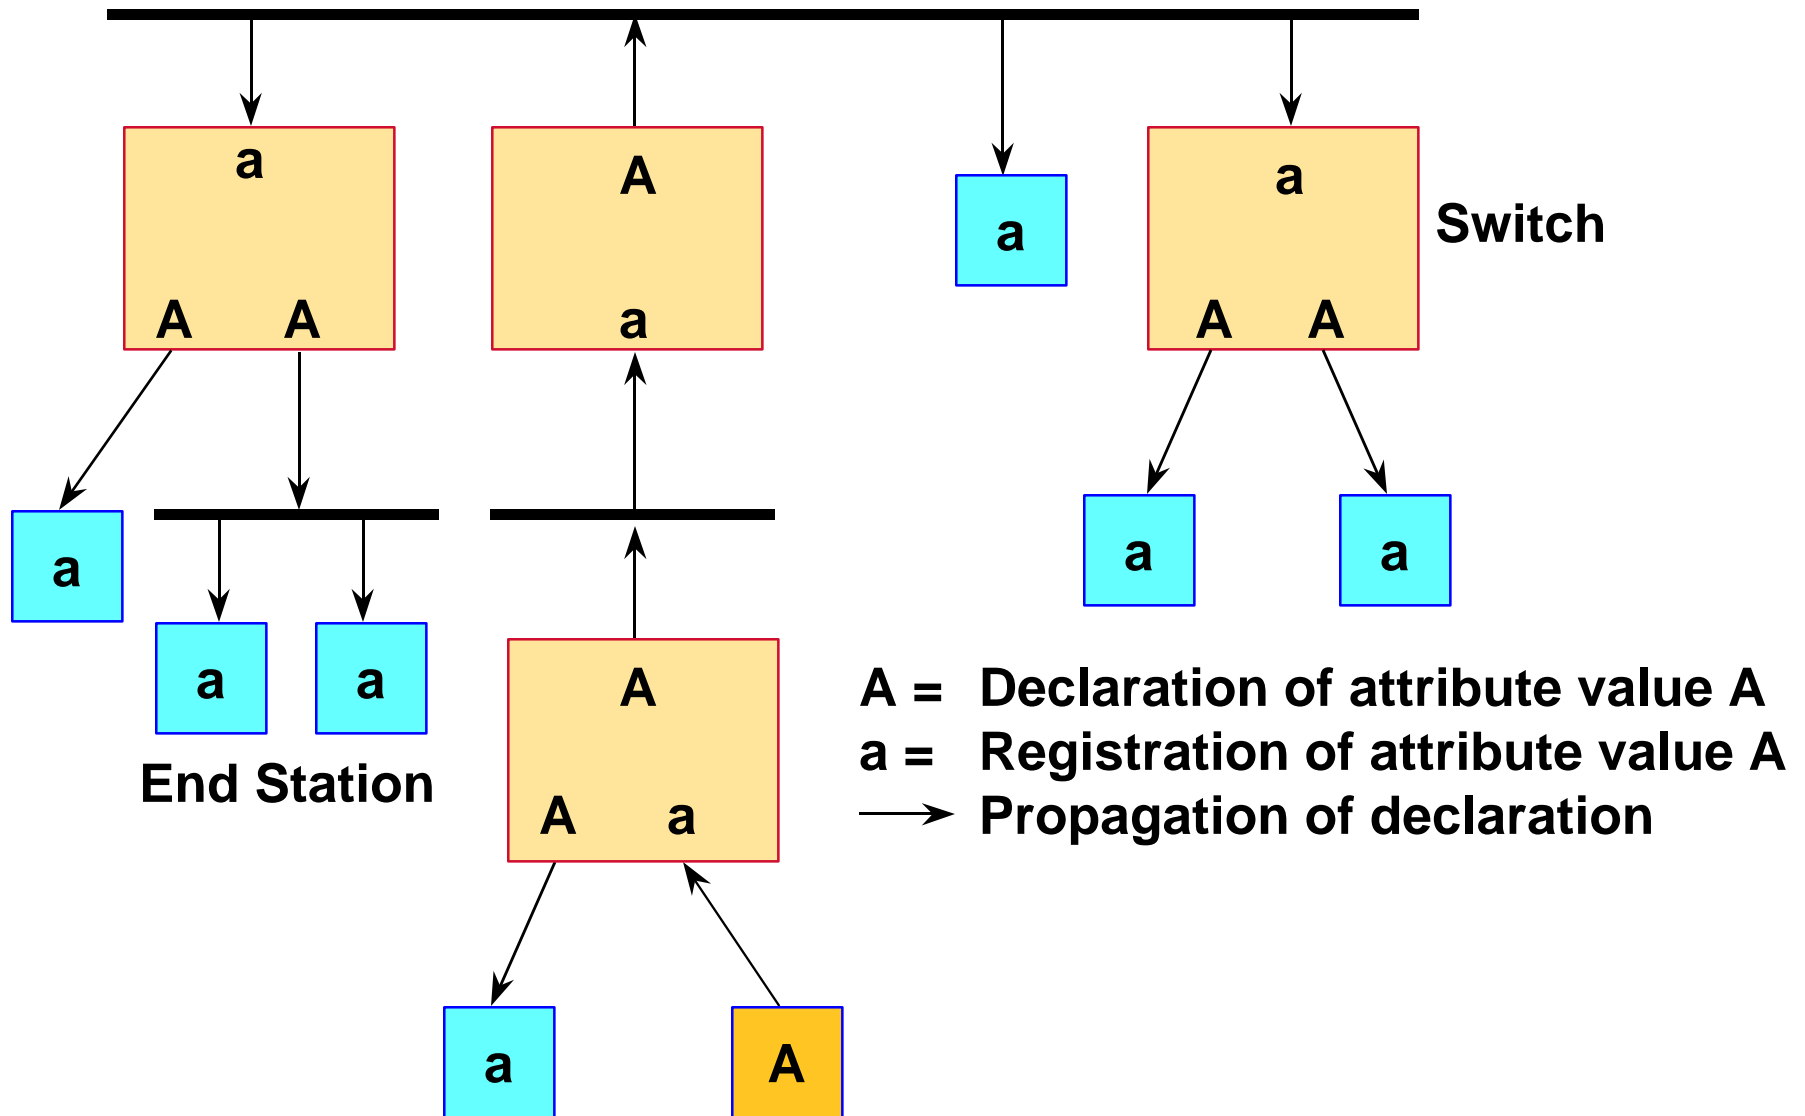 a
A
a
a
Switch
A A
a
A A
a
a
a
a
a
A
A = Declaration of attribute value A
a = Registration of attribute value A
End Station
Propagation of declaration
A a
a
A